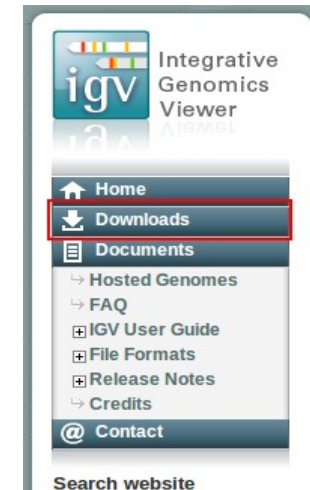 igv
Integrative
Genomics
Viewer
Home
Downloads
Documents
Hosted Genomes
FAQ
IGV User Guide
File Formats
Release Notes
Credits
@ Contact
Search website